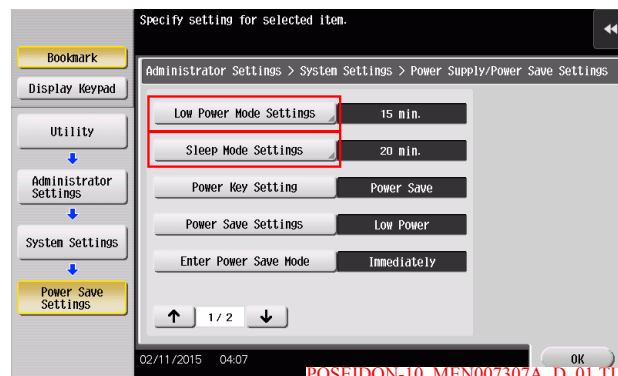 Specify setting for selected item.
Bookmark
Display Keypad
Utility
Administrator
Settings
System Settings
Power Save
Settings
Administrator Settings > System Settings > Power Supply/Power Save Settings
Low Power Mode Settings 15 min.
Sleep Mode Settings 20 min.
Power Key Setting Power Save
Power Save Settings Low Power
Enter Power Save Mode Immediately
↑ 1/2 ↓
02/11/2015 04:07
OK
POSEIDON-10_MEN007307A_D_01.TI